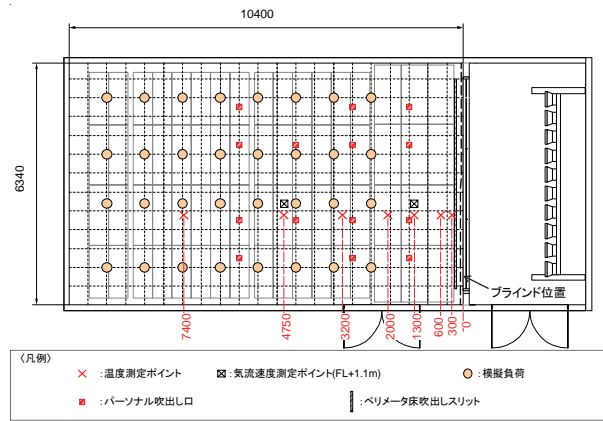 10400
6340
7400
4750
3200
2000
1300
600
300
0
ブラインド位置
〈凡例〉
:温度測定ポイント
:気流速度測定ポイント(FL+1.1m)
:模擬負荷
:パーソナル吹出し口
:ペリメータ床吹出しスリット